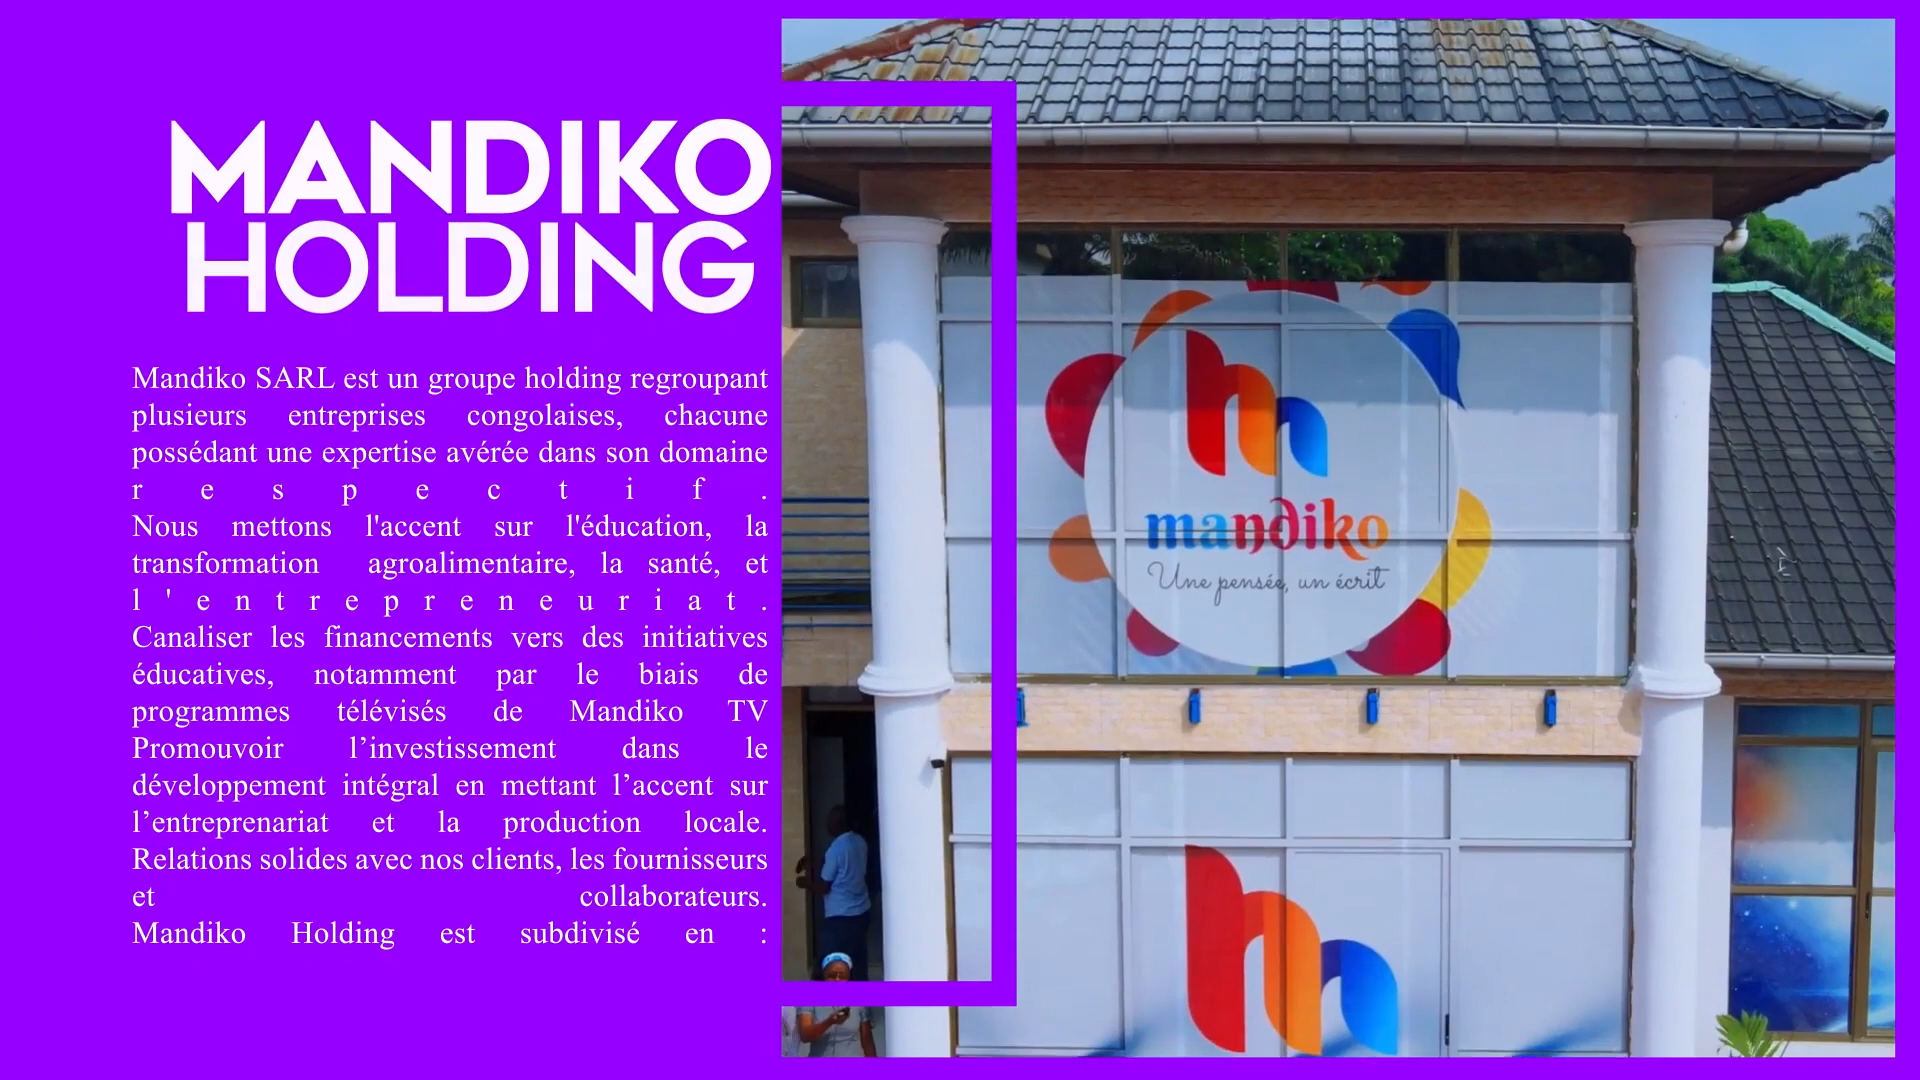 MANDIKO
HOLDING
Mandiko SARL est un groupe holding regroupant
plusieurs entreprises congolaises, chacune
possédant une expertise avérée dans son domaine
respectif.
Nous mettons l'accent sur l'éducation, la
transformation agroalimentaire, la santé, et
l'entrepreneuriat.
Canaliser les financements vers des initiatives
éducatives, notamment par le biais de
programmes télévisés de Mandiko TV
Promouvoir l’investissement dans le
développement intégral en mettant l’accent sur
l’entreprenariat et la production locale.
Relations solides avec nos clients, les fournisseurs
et collaborateurs.
Mandiko Holding est subdivisé en :
mandiko
Une pensée, un écrit